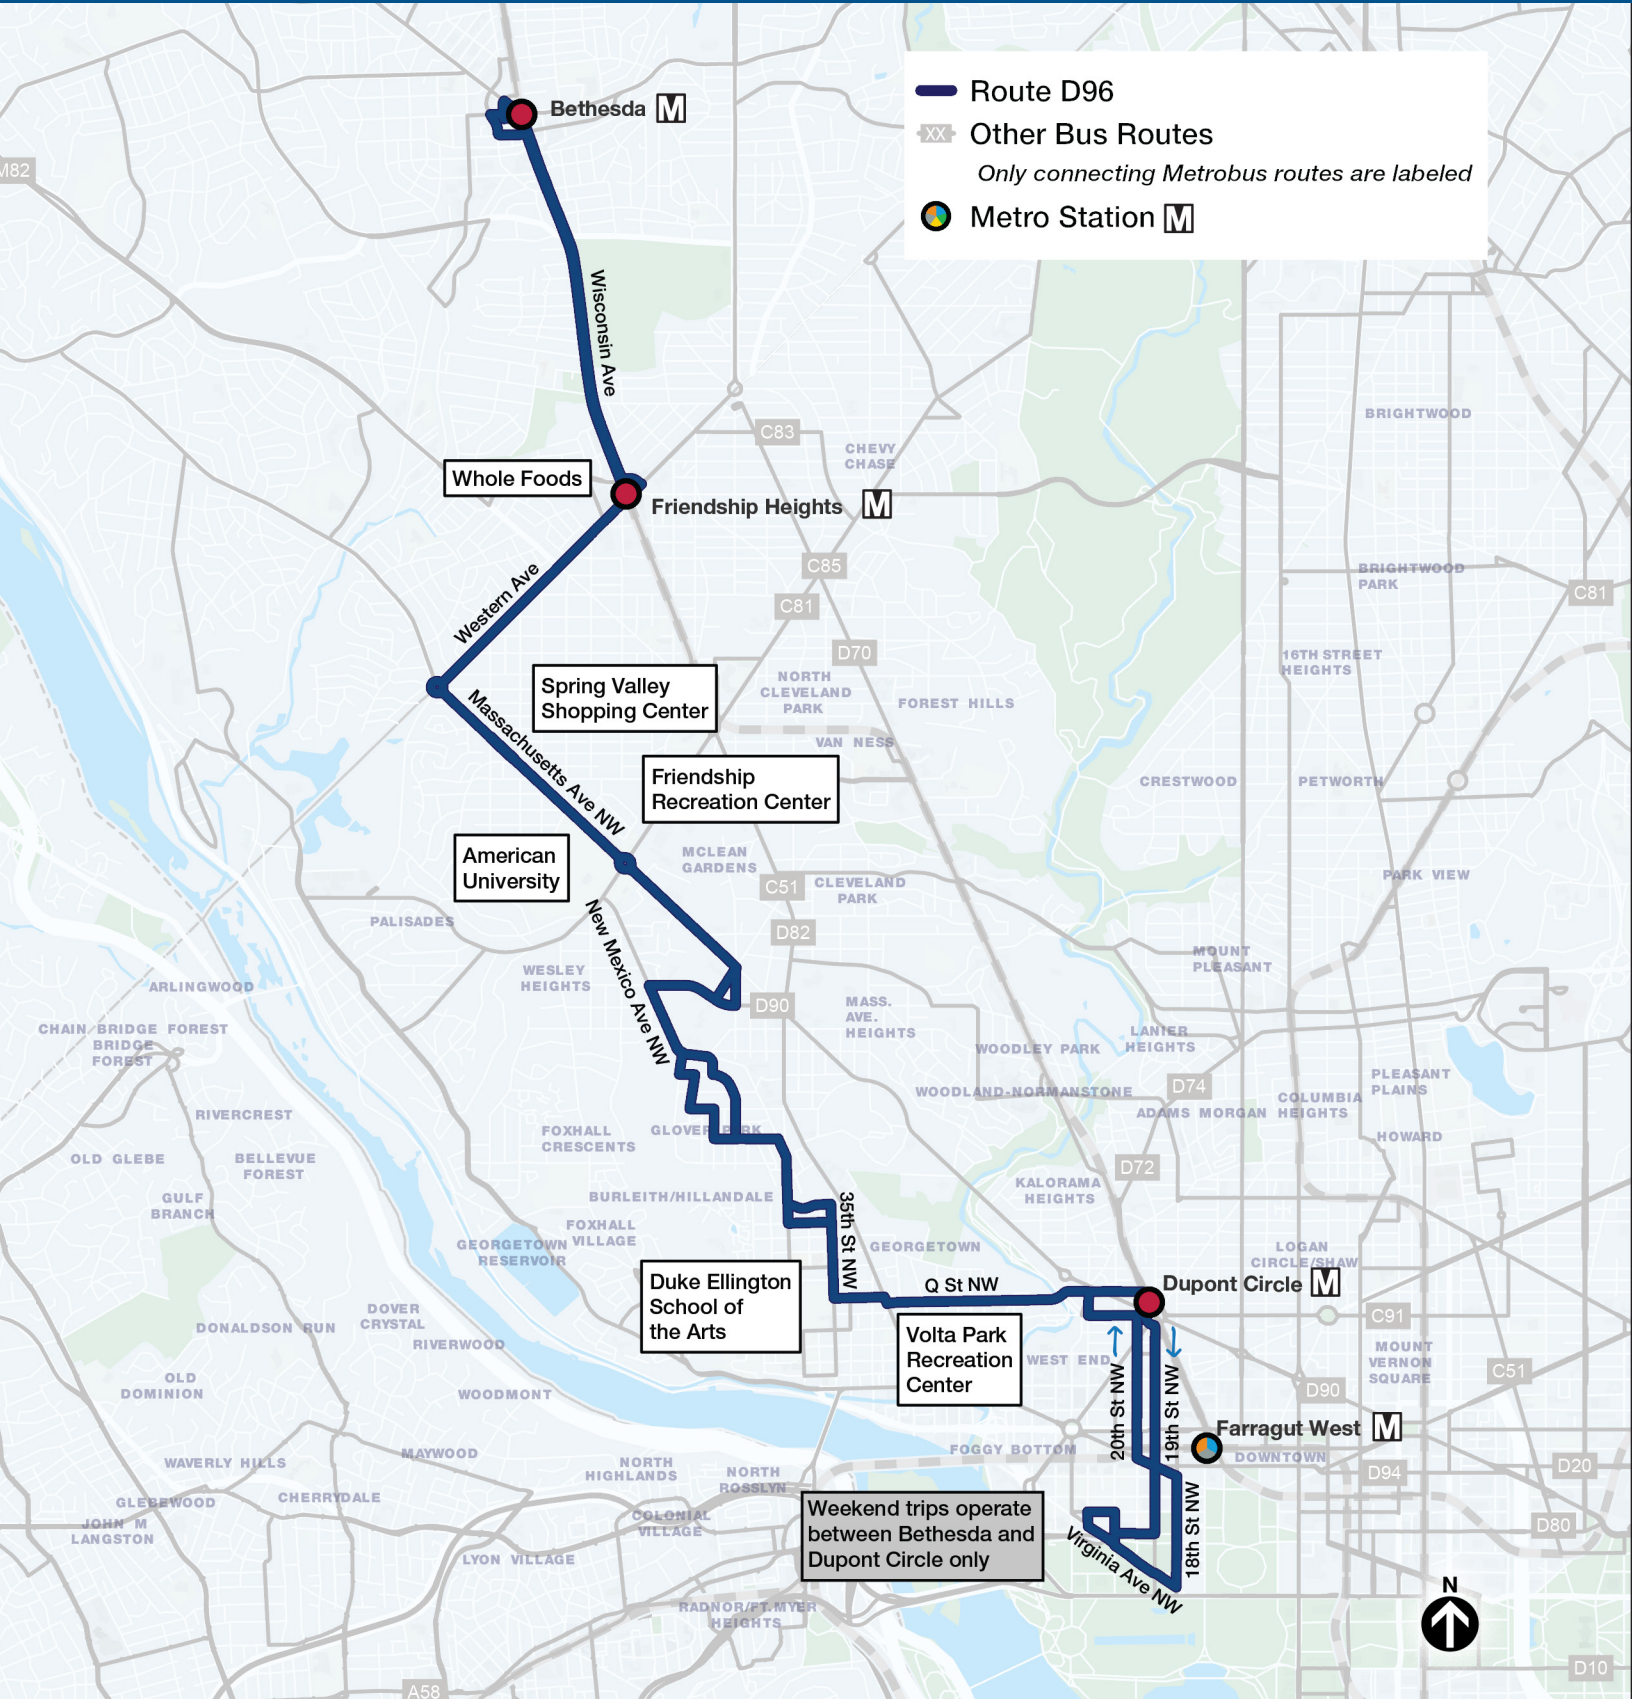 Route D96
XX Other Bus Routes
Only connecting Metrobus routes are labeled
Metro Station M
Bethesda M
M82
Wisconsin Ave
BRIGHTWOOD
C83
CHEVY
CHASE
Whole Foods
Friendship Heights M
C85
BRIGHTWOOD
PARK
C81
C81
Western Ave
D70
16TH STREET
HEIGHTS
NORTH
CLEVELAND
PARK
FOREST HILLS
Spring Valley
Shopping Center
Massachusetts Ave NW
VAN NESS
CRESTWOOD
PETWORTH
Friendship
Recreation Center
American
University
MCLEAN
GARDENS
C51
CLEVELAND
PARK
PARK VIEW
PALISADES
New Mexico Ave NW
D82
MOUNT
PLEASANT
WESLEY
HEIGHTS
ARLINGWOOD
D90
MASS.
AVE.
HEIGHTS
CHAIN BRIDGE FOREST
BRIDGE
FOREST
WOODLEY PARK
LANIER
HEIGHTS
PLEASANT
PLAINS
D74
WOODLAND-NORMANSTONE
COLUMBIA
HEIGHTS
ADAMS MORGAN
RIVERCREST
FOXHALL
CRESCENTS
GLOVER PARK
HOWARD
OLD GLEBE
BELLEVUE
FOREST
D72
GULF
BRANCH
BURLEITH/HILLANDALE
KALORAMA
HEIGHTS
35th St NW
FOXHALL
VILLAGE
GEORGETOWN
RESERVOIR
GEORGETOWN
LOGAN
CIRCLE/SHAW
Duke Ellington
School of
the Arts
Q St NW
Dupont Circle M
DOVER
CRYSTAL
DONALDSON RUN
RIVERWOOD
C91
Volta Park
Recreation
Center
WEST END
MOUNT
VERNON
SQUARE
C51
OLD
DOMINION
WOODMONT
20th St NW
19th St NW
D90
Farragut West M
MAYWOOD
FOGGY BOTTOM
DOWNTOWN
WAVERLY HILLS
NORTH
HIGHLANDS
NORTH
ROSSLYN
D94
D20
GLEBEWOOD
CHERRYDALE
JOHN M
LANGSTON
COLONIAL
VILLAGE
Weekend trips operate
between Bethesda and
Dupont Circle only
18th St NW
D80
Virginia Ave NW
LYON VILLAGE
RADNOR/FT.MYER
HEIGHTS
N
D10
A58